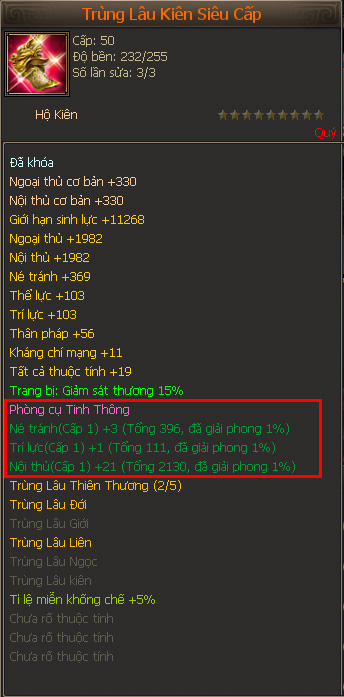 Trùng Lâu Kiên Siêu Cấp
Cấp: 50
Độ bền: 232/255
Số lần sửa: 3/3
Hộ Kiên
Quý
Đã khóa
Ngoại thủ cơ bản +330
Nội thủ cơ bản +330
Giới hạn sinh lực +11268
Ngoại thủ +1982
Nội thủ +1982
Né tránh +369
Thể lực +103
Trí lực +103
Thân pháp +56
Kháng chí mạng +11
Tất cả thuộc tính +19
Trang bị: Giảm sát thương 15%
Phòng cụ Tinh Thông
Né tránh(Cấp 1) +3 (Tổng 396, đã giải phong 1%)
Trí lực(Cấp 1) +1 (Tổng 111, đã giải phong 1%)
Nội thủ(Cấp 1) +21 (Tổng 2130, đã giải phong 1%)
Trùng Lâu Thiên Thương (2/5)
Trùng Lâu Đới
Trùng Lâu Giới
Trùng Lâu Liên
Trùng Lâu Ngọc
Trùng Lâu kiên
Tỉ lệ miễn khống chế +5%
Chưa rõ thuộc tính
Chưa rõ thuộc tính
Chưa rõ thuộc tính